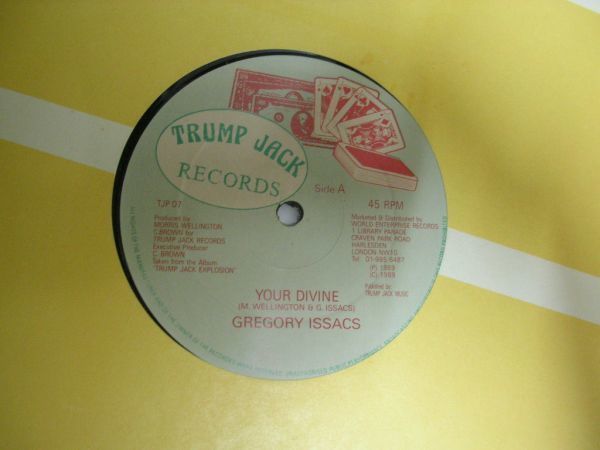 TRUMP JACK
RECORDS
Side A
TJP 07
45 RPM
Produced by
MORRIS WELLINGTON
C.BROWN for
TRUMP JACK RECORDS
Executive Producer
C. BROWN
Taken from the Album
"TRUMP JACK EXPLOSION"
Marketed & Distributed by
WORLD ENTERPRISE RECORDS
1 LIBRARY PARADE
CRAVEN PARK ROAD
HARLESDEN
LONDON NW10
Tel: 01-965/6487
(P) 1989
(C) 1989
Published by
TRUMP JACK MUSIC
YOUR DIVINE
(M. WELLINGTON & G. ISSACS)
GREGORY ISSACS